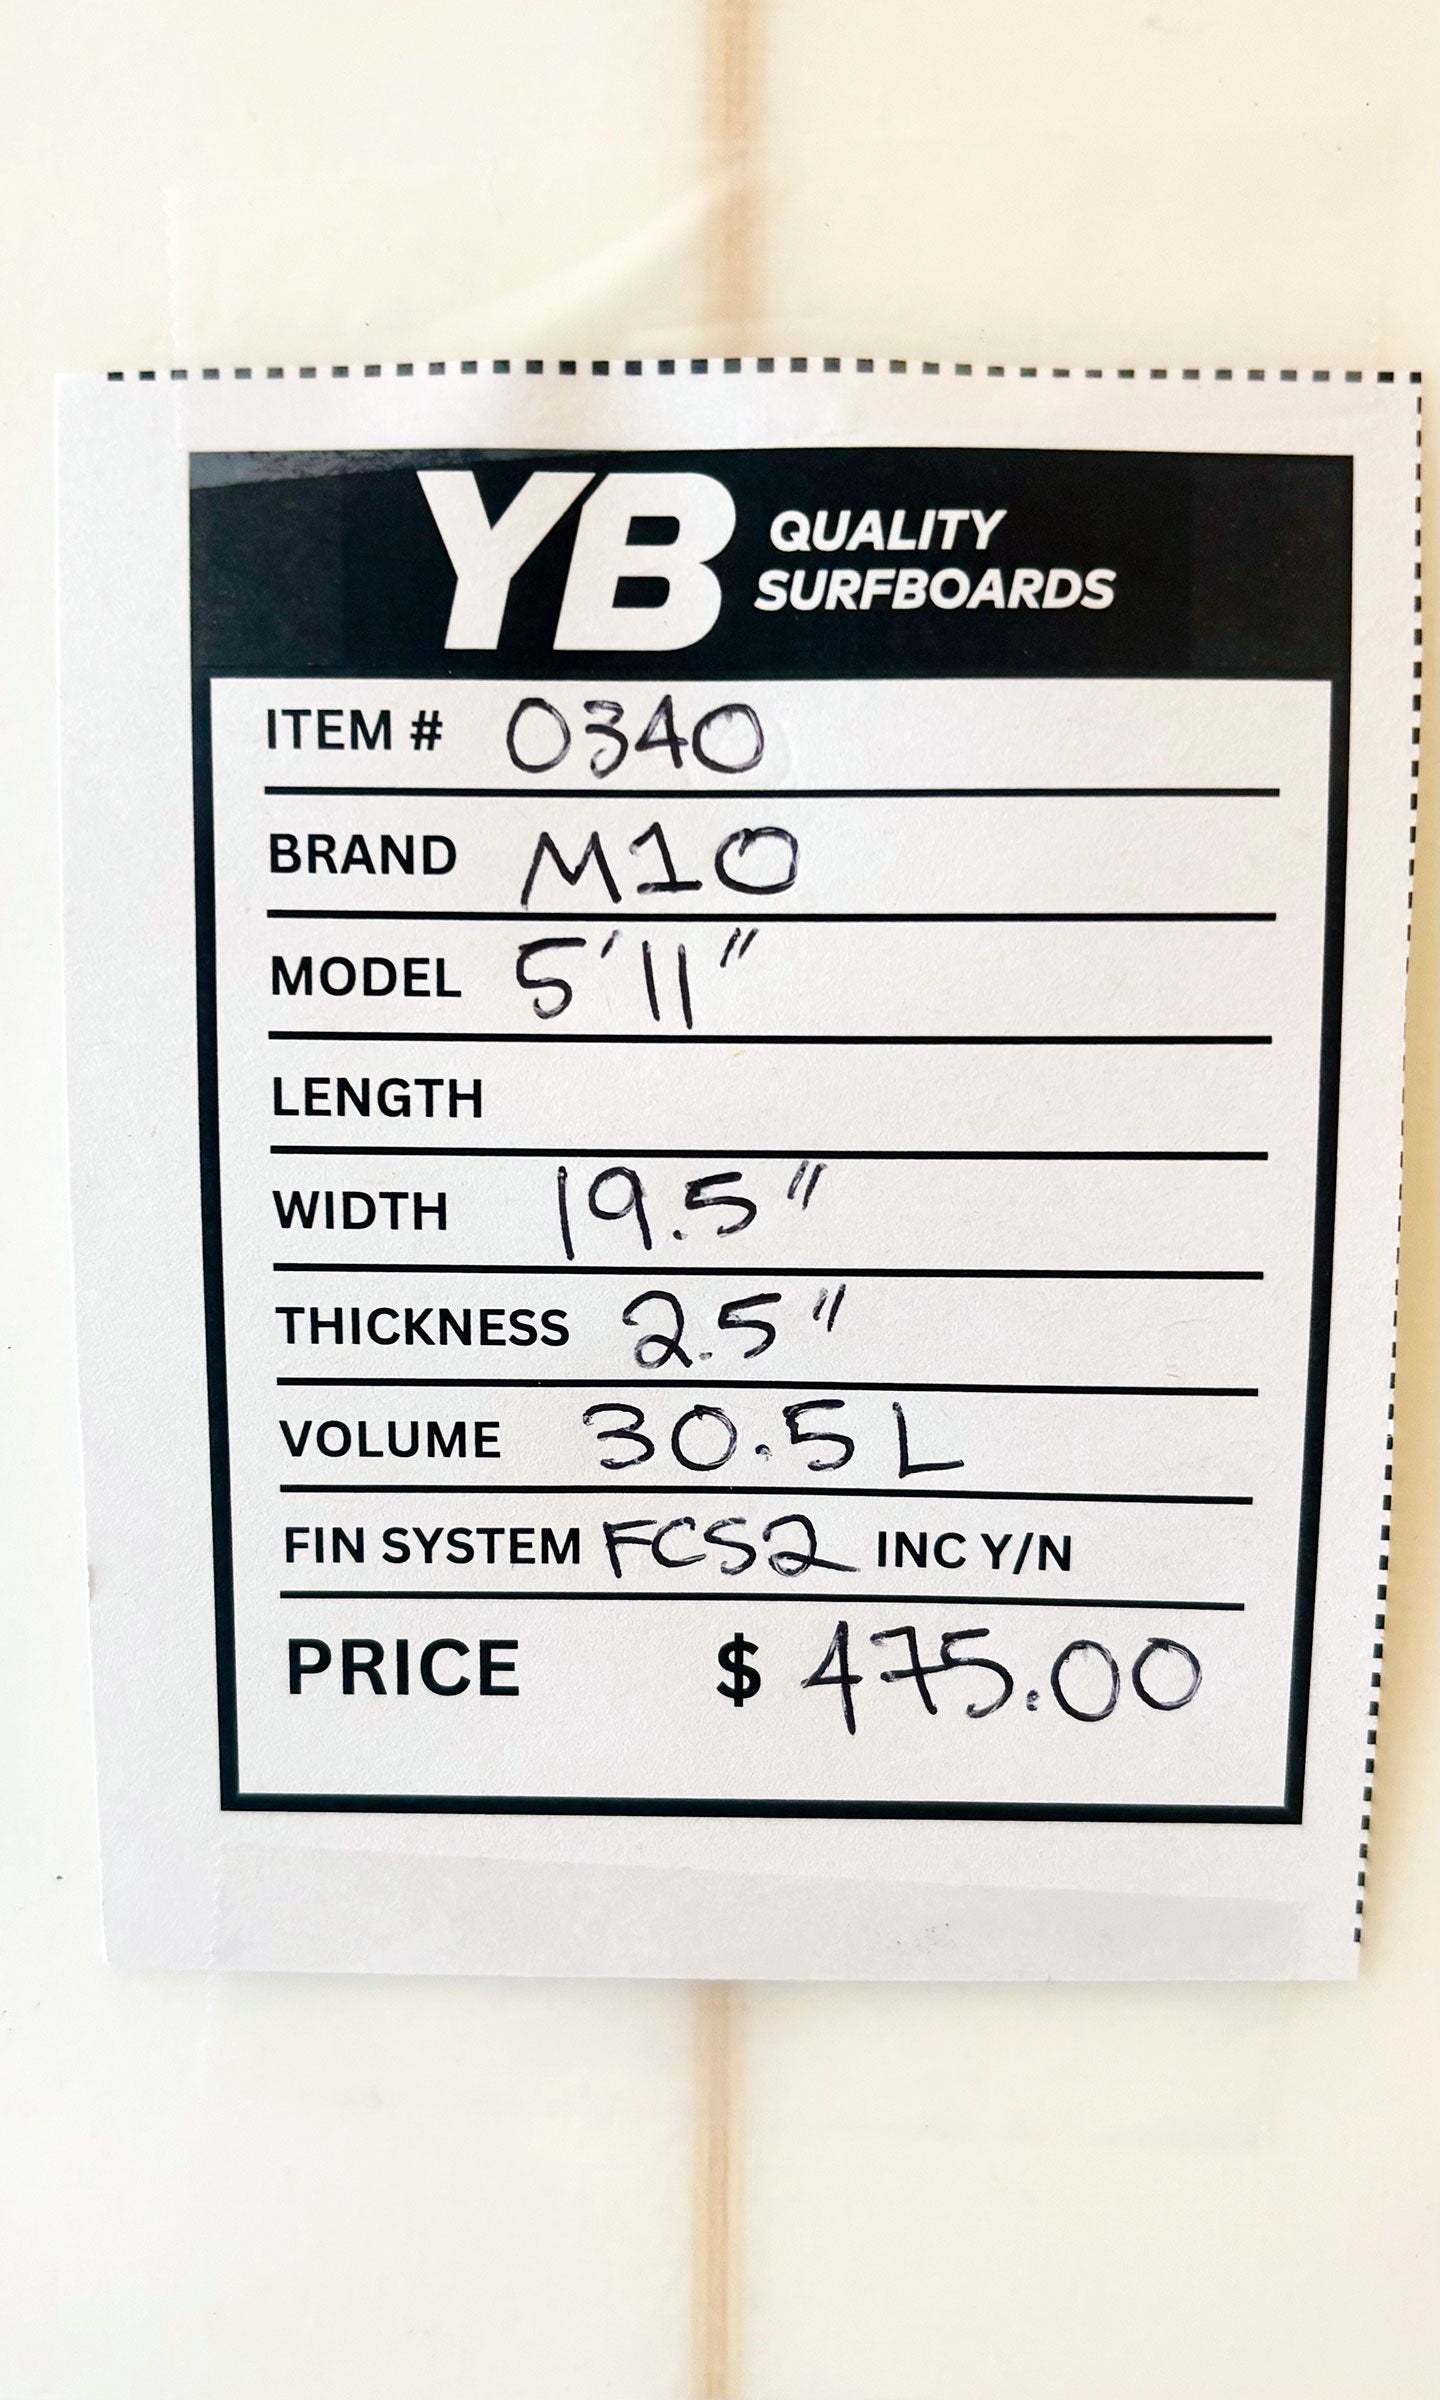 YB QUALITY
SURFBOARDS
ITEM # 0340
BRAND M10
MODEL 5'11"
LENGTH
WIDTH 19.5"
THICKNESS 2.5"
VOLUME 30.5 L
FIN SYSTEM FCS2 INC Y/N
PRICE $ 475.00